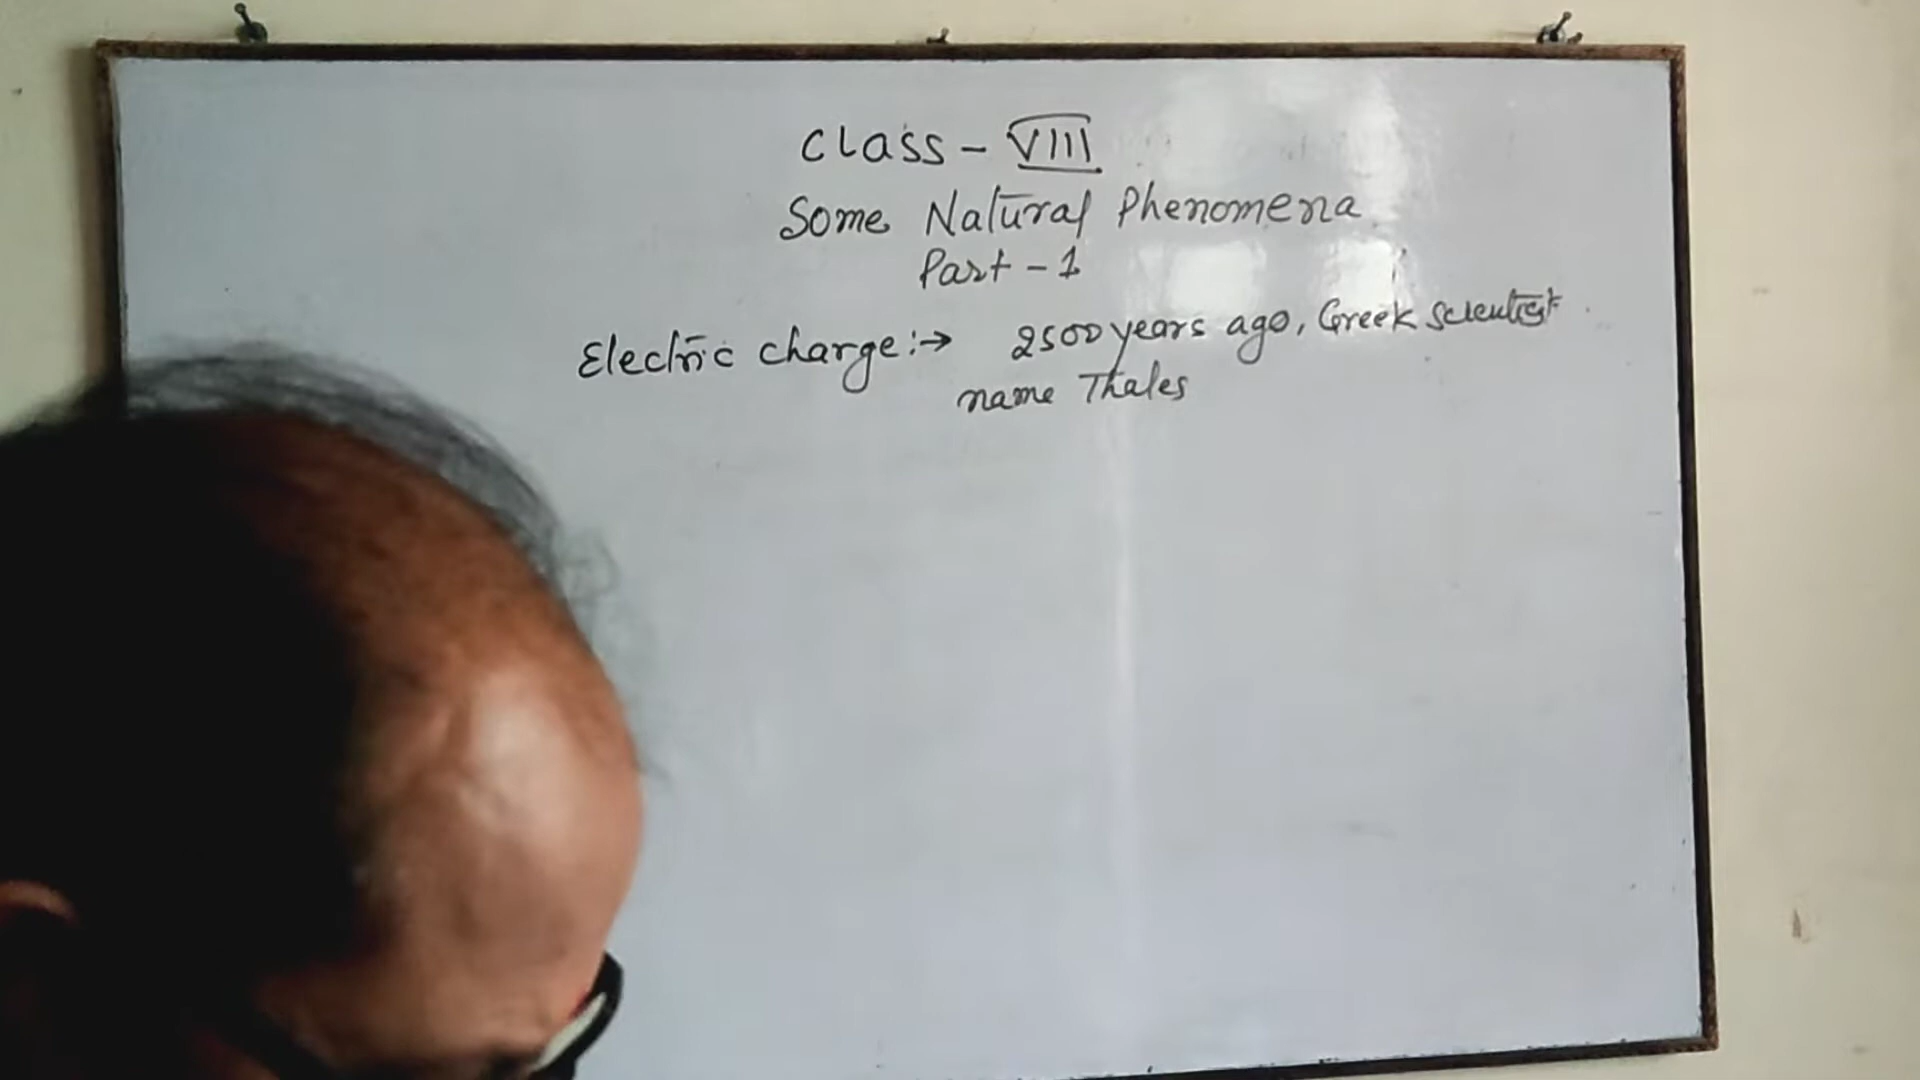 Class - VIII
Some Natural Phenomena
Part - 1
Electric charge :→ 2500 years ago, Greek Scientist
name Thales